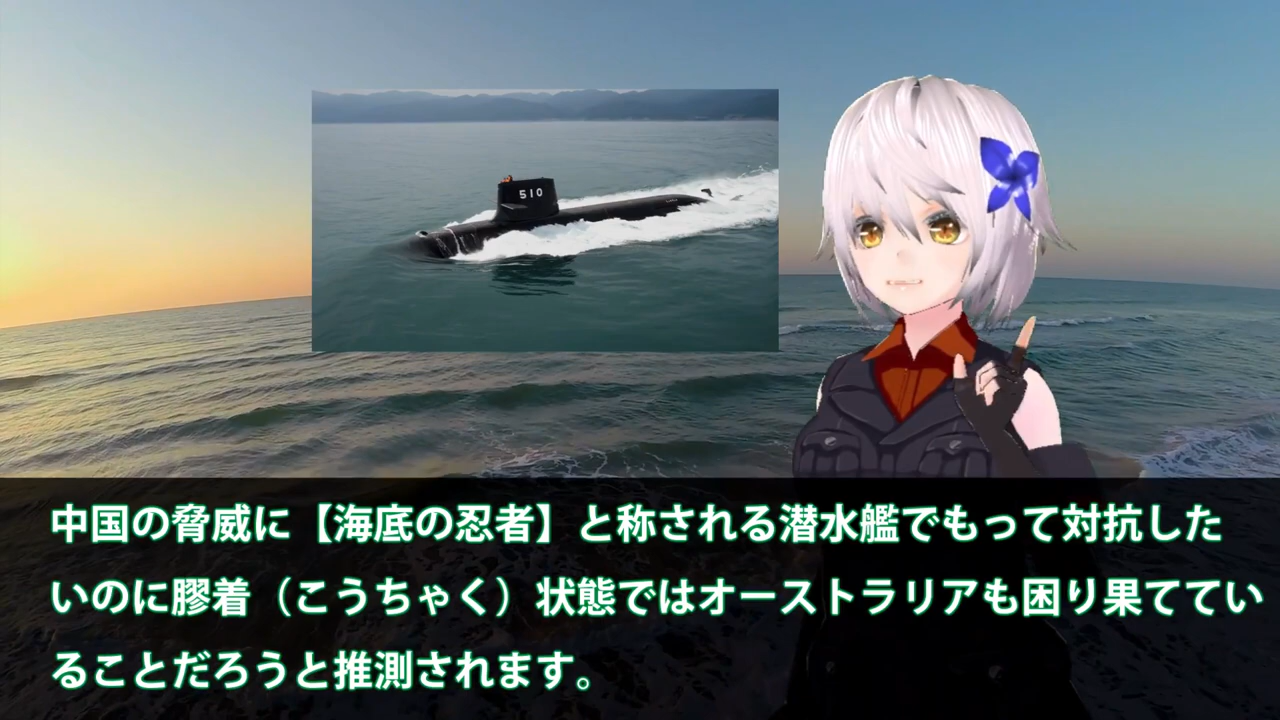 510
中国の脅威に【海底の忍者】と称される潜水艦でもって対抗した
いのに膠着（こうちゃく）状態ではオーストラリアも困り果ててい
ることだろうと推測されます。